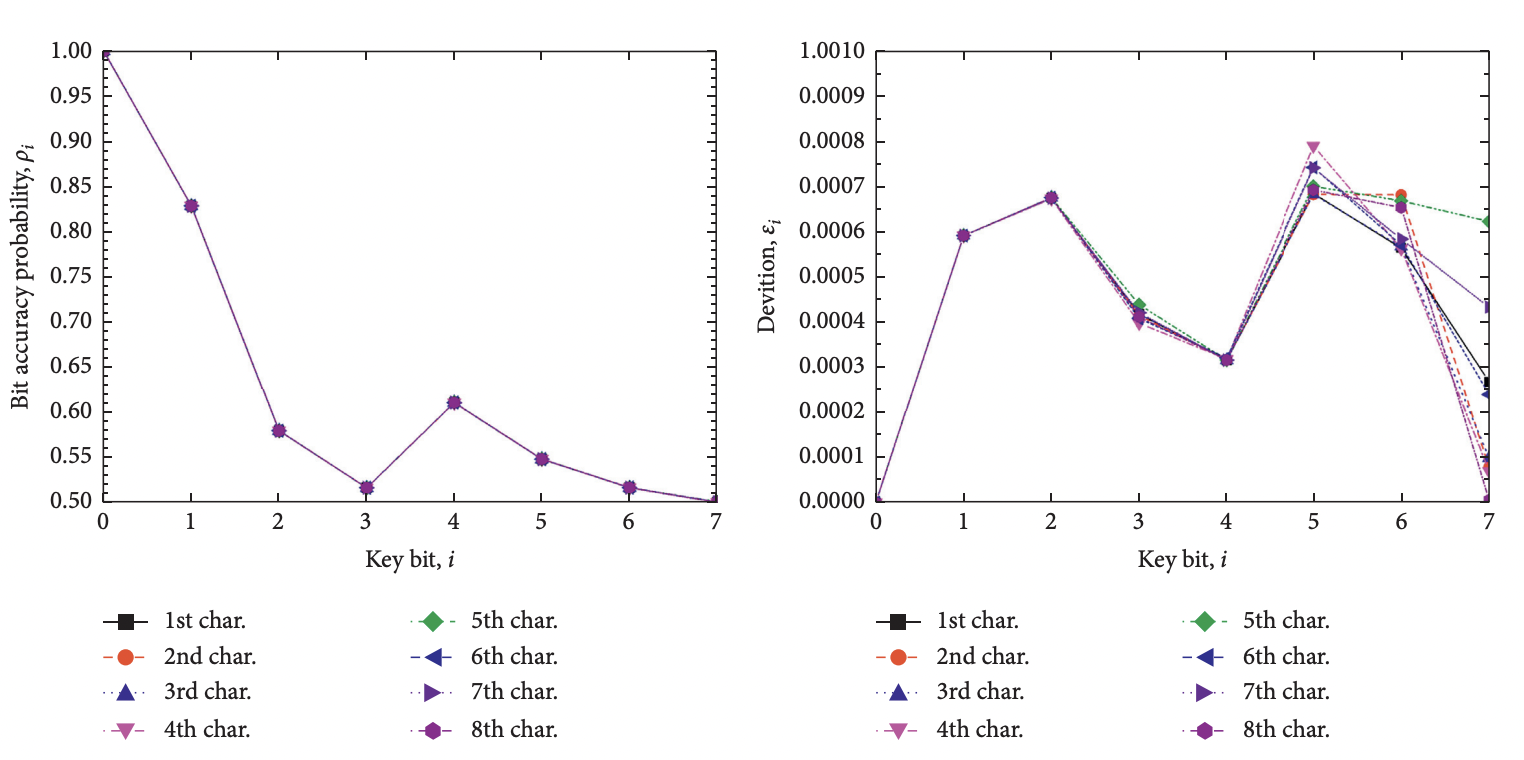 1.00
0.95
0.90
0.85
0.80
0.75
0.70
0.65
0.60
0.55
0.50
Bit accuracy probability, ρi
0 1 2 3 4 5 6 7
Key bit, i
1st char.
2nd char.
3rd char.
4th char.
5th char.
6th char.
7th char.
8th char.
1.0010
0.0009
0.0008
0.0007
0.0006
0.0005
0.0004
0.0003
0.0002
0.0001
0.0000
Devition, εi
0 1 2 3 4 5 6 7
Key bit, i
1st char.
2nd char.
3rd char.
4th char.
5th char.
6th char.
7th char.
8th char.